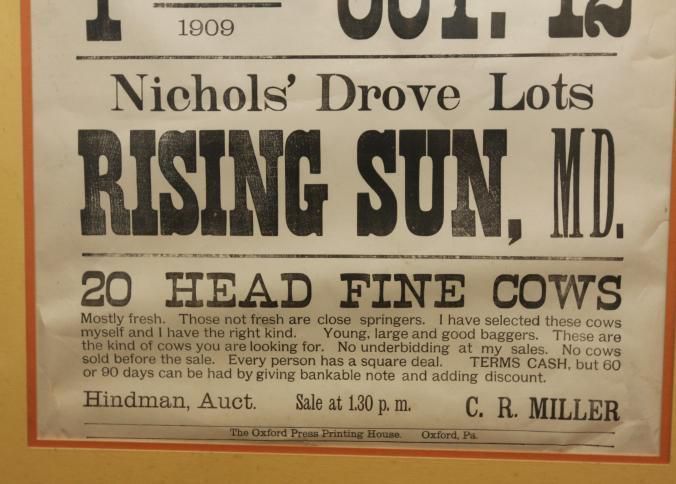 OCT. 12
1909
Nichols' Drove Lots
RISING SUN, MD.
20 HEAD FINE COWS
Mostly fresh. Those not fresh are close springers. I have selected these cows
myself and I have the right kind. Young, large and good baggers. These are
the kind of cows you are looking for. No underbidding at my sales. No cows
sold before the sale. Every person has a square deal. TERMS CASH, but 60
or 90 days can be had by giving bankable note and adding discount.
Hindman, Auct. Sale at 1.30 p. m. C. R. MILLER
The Oxford Press Printing House. Oxford, Pa.